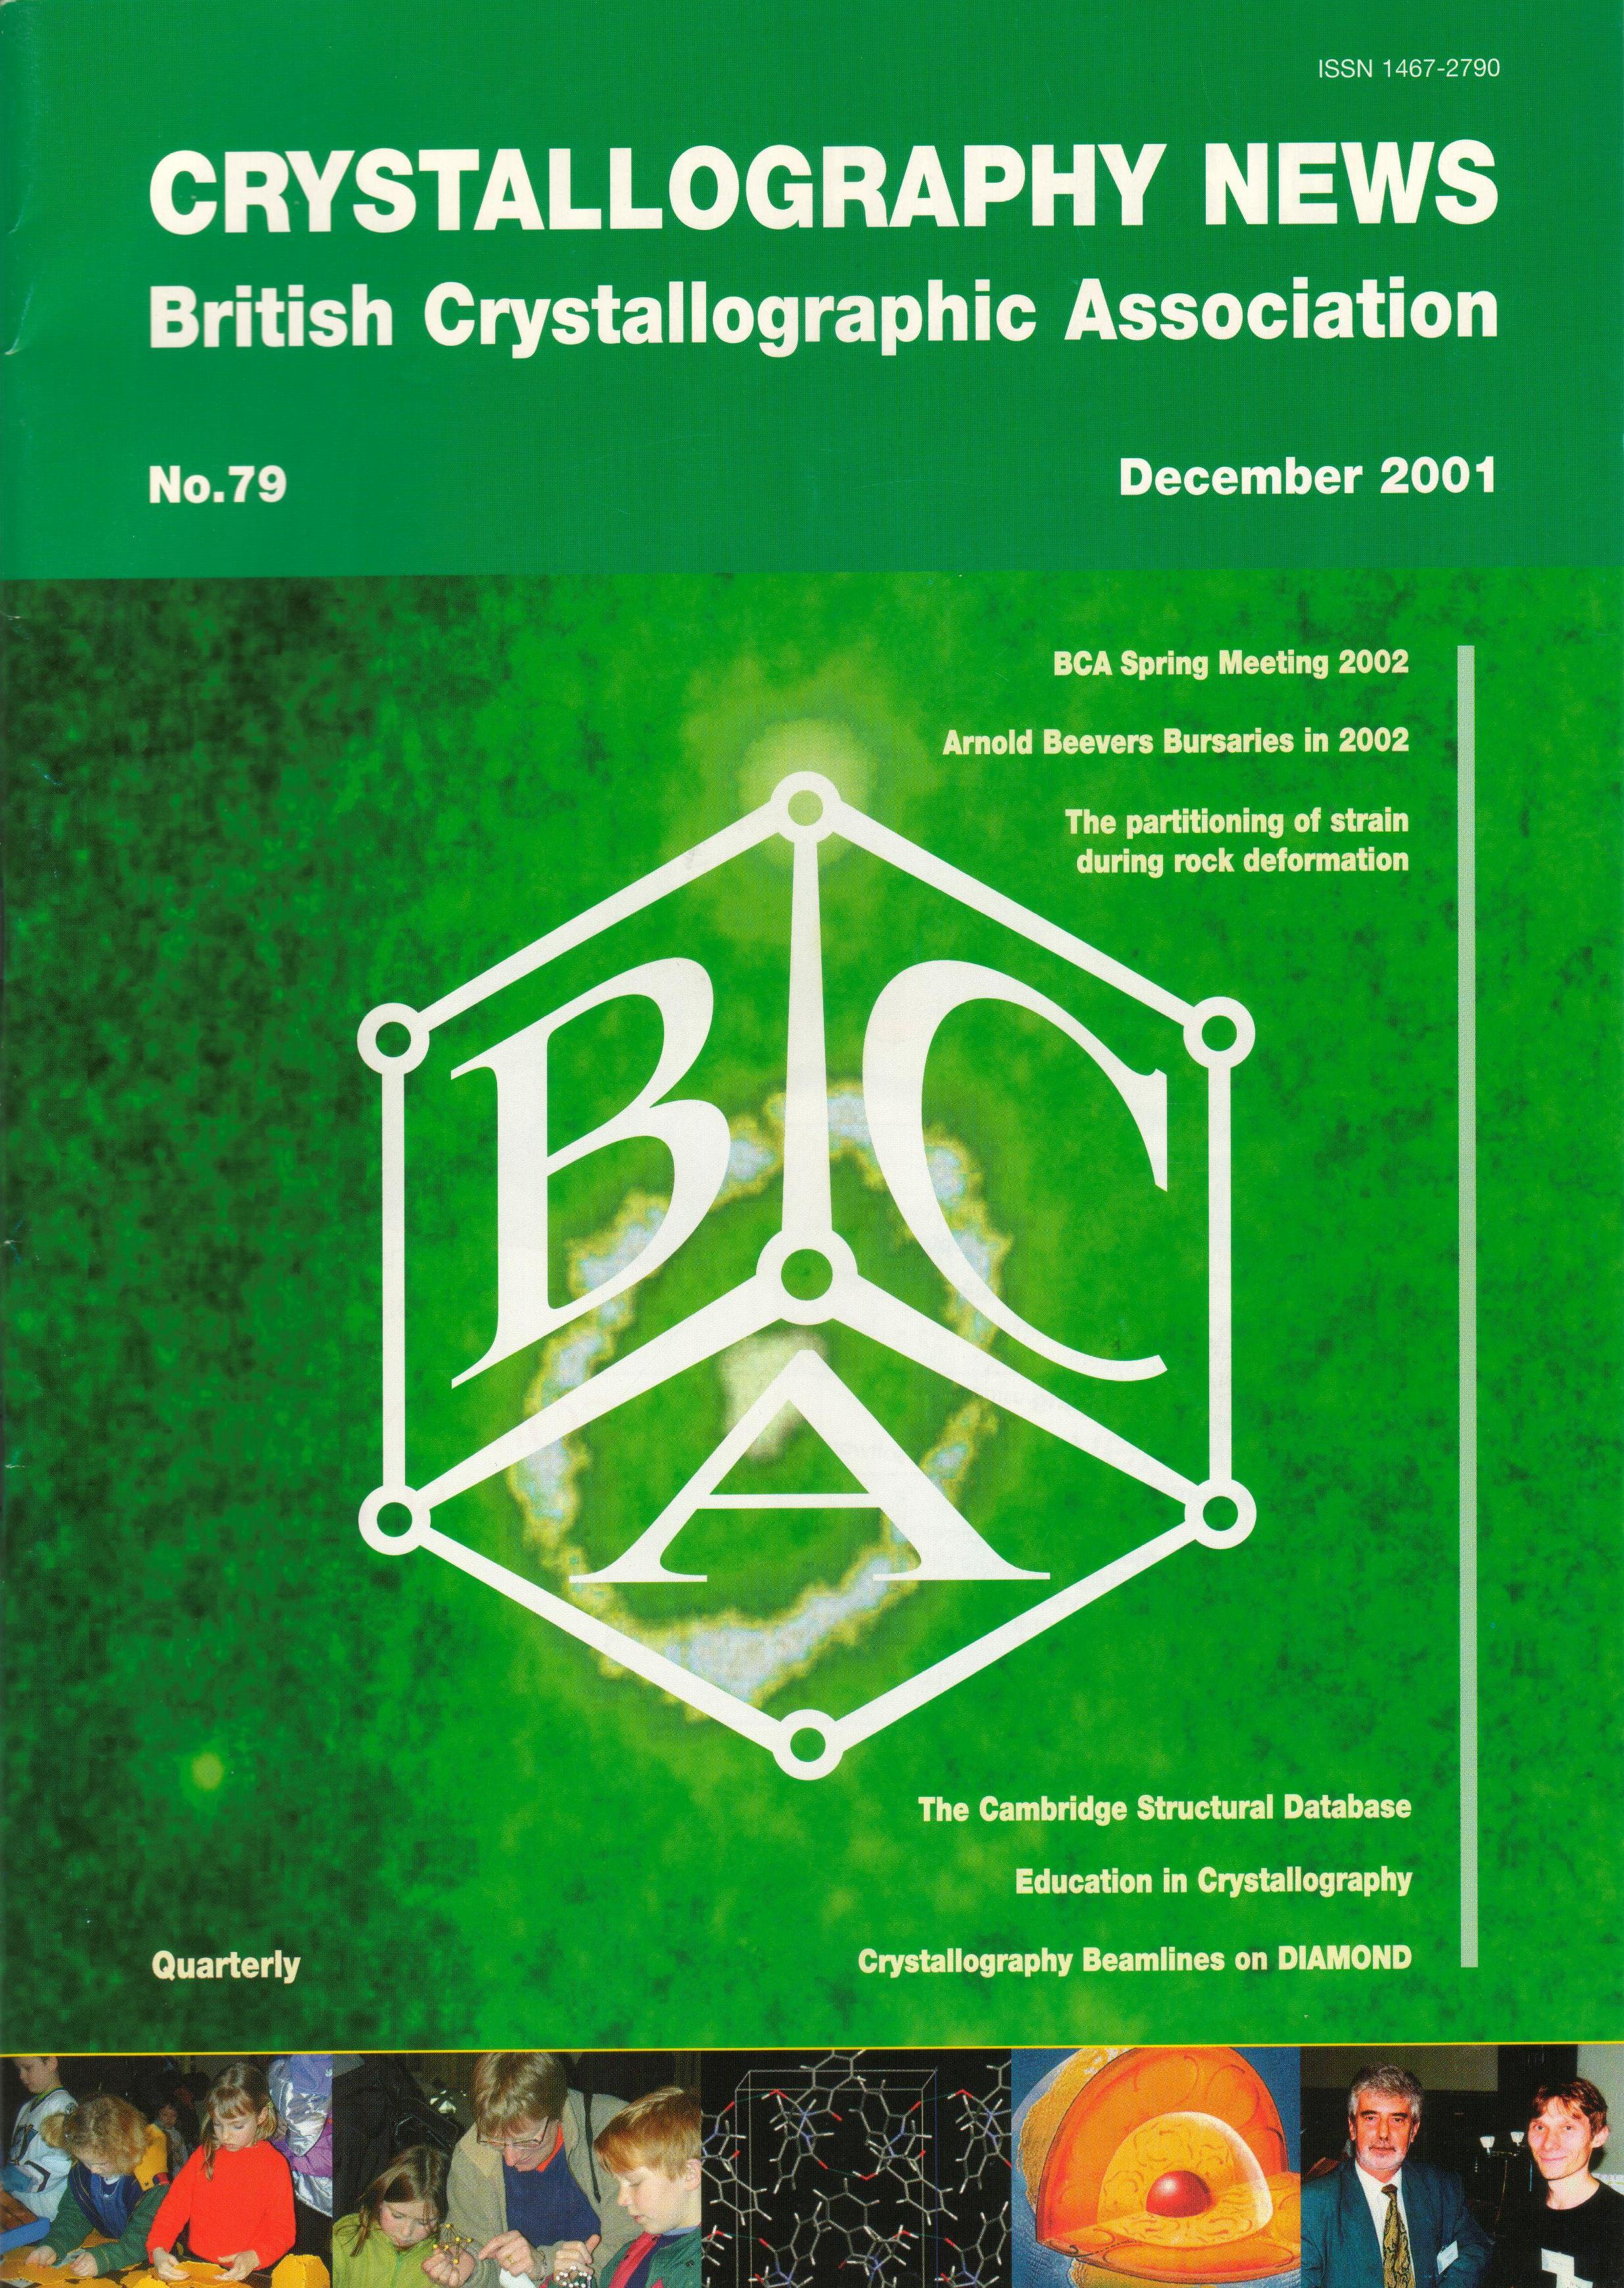 ISSN 1467-2790
CRYSTALLOGRAPHY NEWS
British Crystallographic Association
No.79
December 2001
BCA Spring Meeting 2002
Arnold Beevers Bursaries in 2002
The partitioning of strain
during rock deformation
B C
A
The Cambridge Structural Database
Education in Crystallography
Quarterly
Crystallography Beamlines on DIAMOND